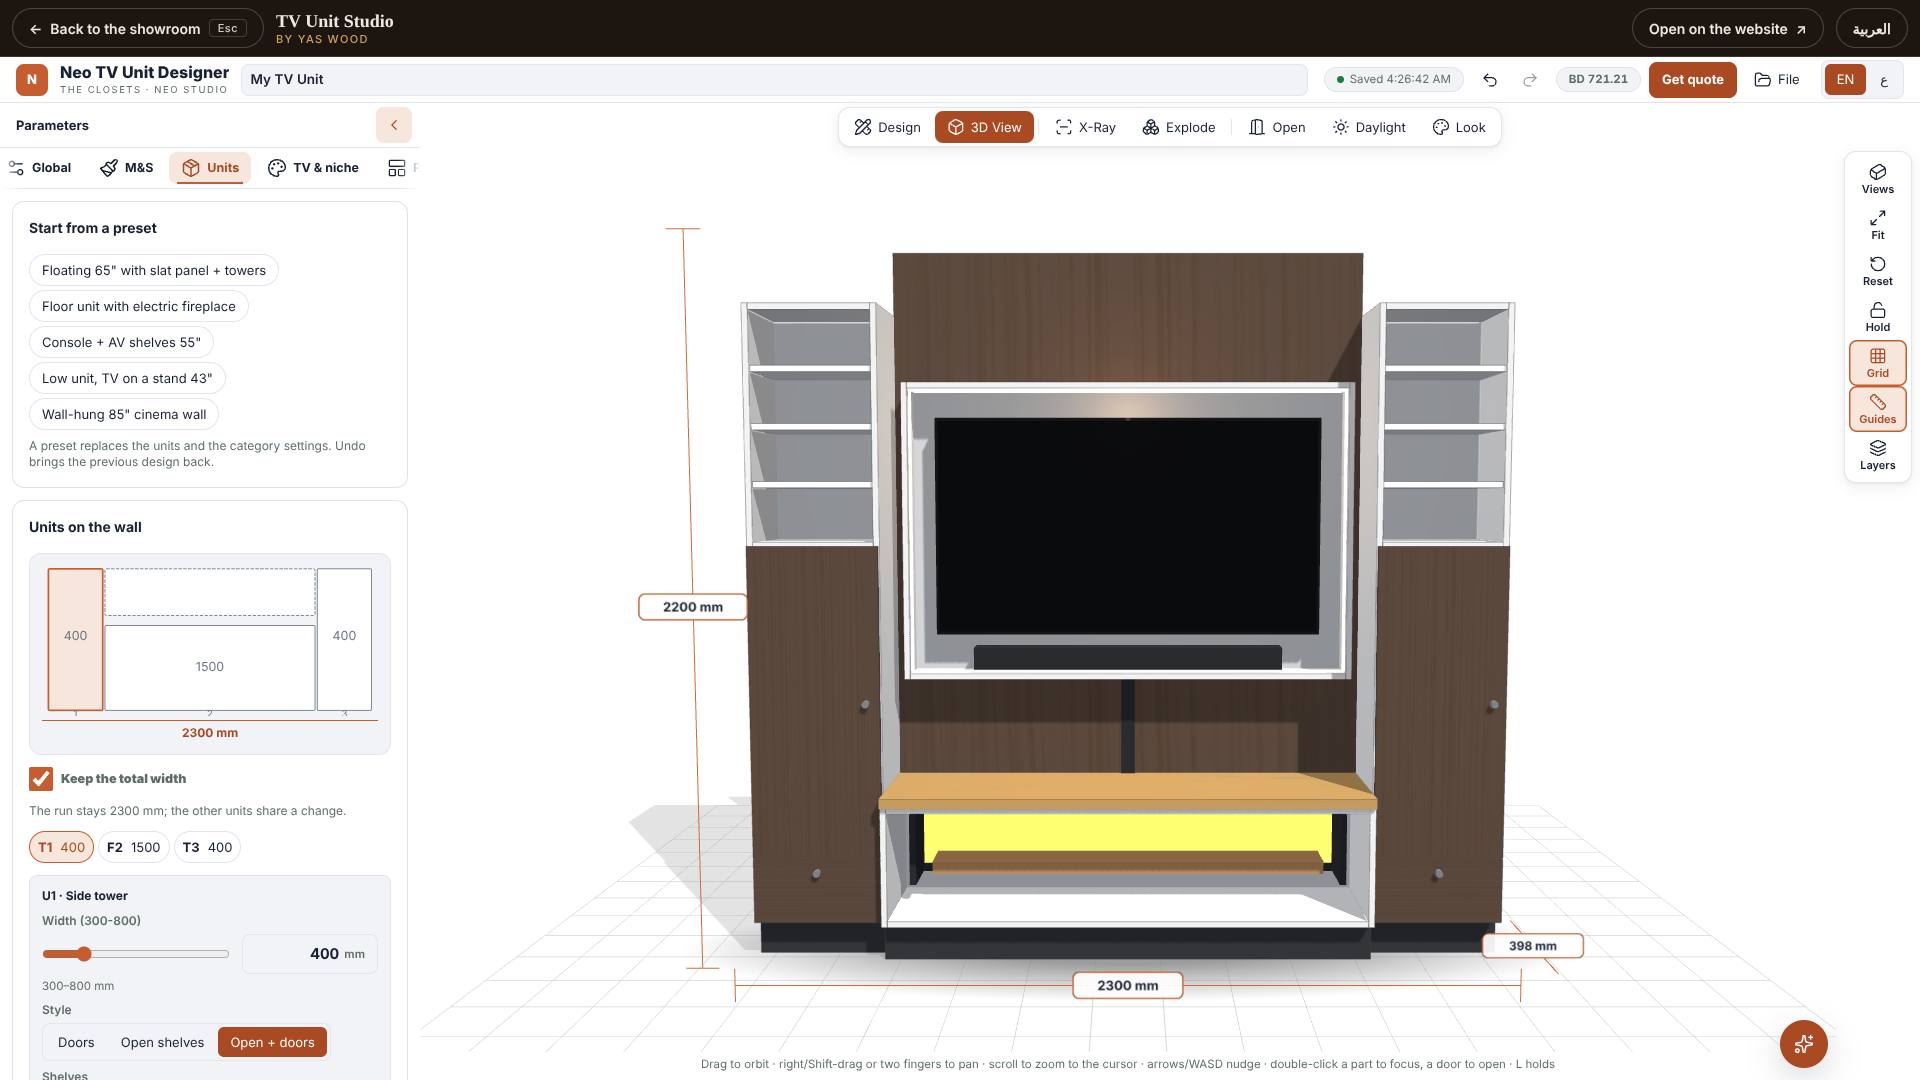 Back to the showroom Esc
TV Unit Studio
BY YAS WOOD
Open on the website
العربية
N
Neo TV Unit Designer
THE CLOSETS · NEO STUDIO
My TV Unit
Saved 4:26:42 AM
BD 721.21
Get quote
File
EN
ع
Parameters
Global
M&S
Units
TV & niche
Design
3D View
X-Ray
Explode
Open
Daylight
Look
Start from a preset
Floating 65" with slat panel + towers
Floor unit with electric fireplace
Console + AV shelves 55"
Low unit, TV on a stand 43"
Wall-hung 85" cinema wall
A preset replaces the units and the category settings. Undo
brings the previous design back.
Units on the wall
400
1500
400
1
2
3
2300 mm
Keep the total width
The run stays 2300 mm; the other units share a change.
T1 400
F2 1500
T3 400
U1 · Side tower
Width (300-800)
400 mm
300–800 mm
Style
Doors
Open shelves
Open + doors
Shelves
2200 mm
398 mm
2300 mm
Drag to orbit · right/Shift-drag or two fingers to pan · scroll to zoom to the cursor · arrows/WASD nudge · double-click a part to focus, a door to open · L holds
Views
Fit
Reset
Hold
Grid
Guides
Layers